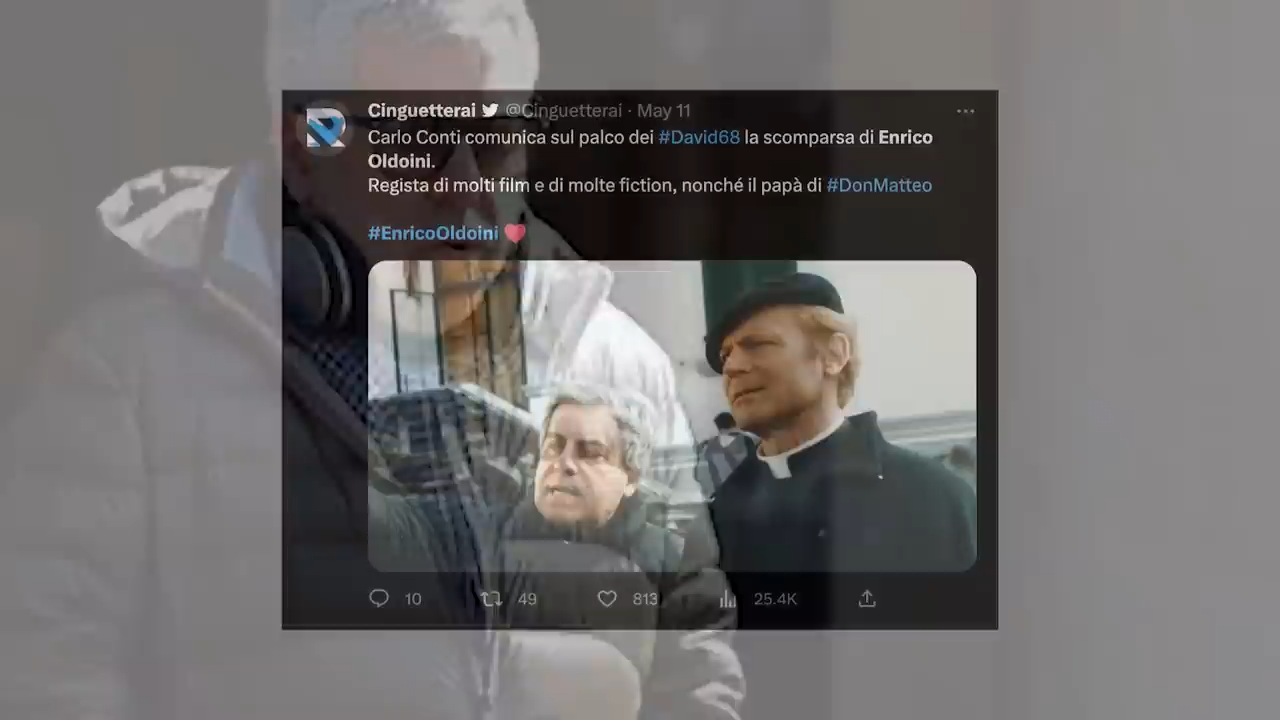 Cinguetterai @Cinguetterai · May 11
Carlo Conti comunica sul palco dei #David68 la scomparsa di Enrico
Oldoini.
Regista di molti film e di molte fiction, nonché il papà di #DonMatteo
#EnricoOldoini ❤️
10 49 813 25.4K